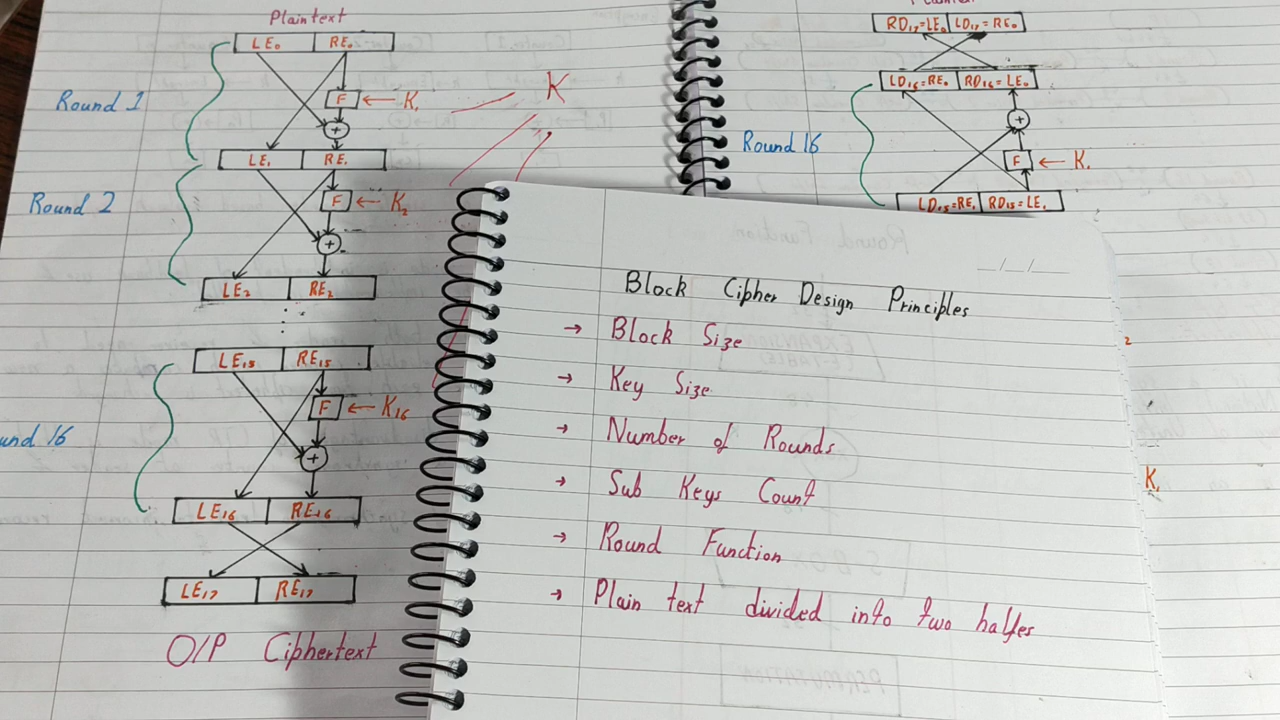 Plaintext
LE₀ RE₀
Round 1
F ← K₁
K
+
LE₁ RE₁
Round 2
F ← K₂
+
LE₂ RE₂
LE₁₅ RE₁₅
F ← K₁₆
und 16
+
LE₁₆ RE₁₆
LE₁₇ RE₁₇
O/P Ciphertext
RD₁₇=LE₀ LD₁₇=RE₀
LD₁₆=RE₀ RD₁₆=LE₀
+
Round 16
F ← K₁
LD₁₅=RE₁ RD₁₅=LE₁
Block Cipher Design Principles
→ Block Size
→ Key Size
→ Number of Rounds
→ Sub Keys Count
→ Round Function
→ Plain text divided into two halfes
2
K₁